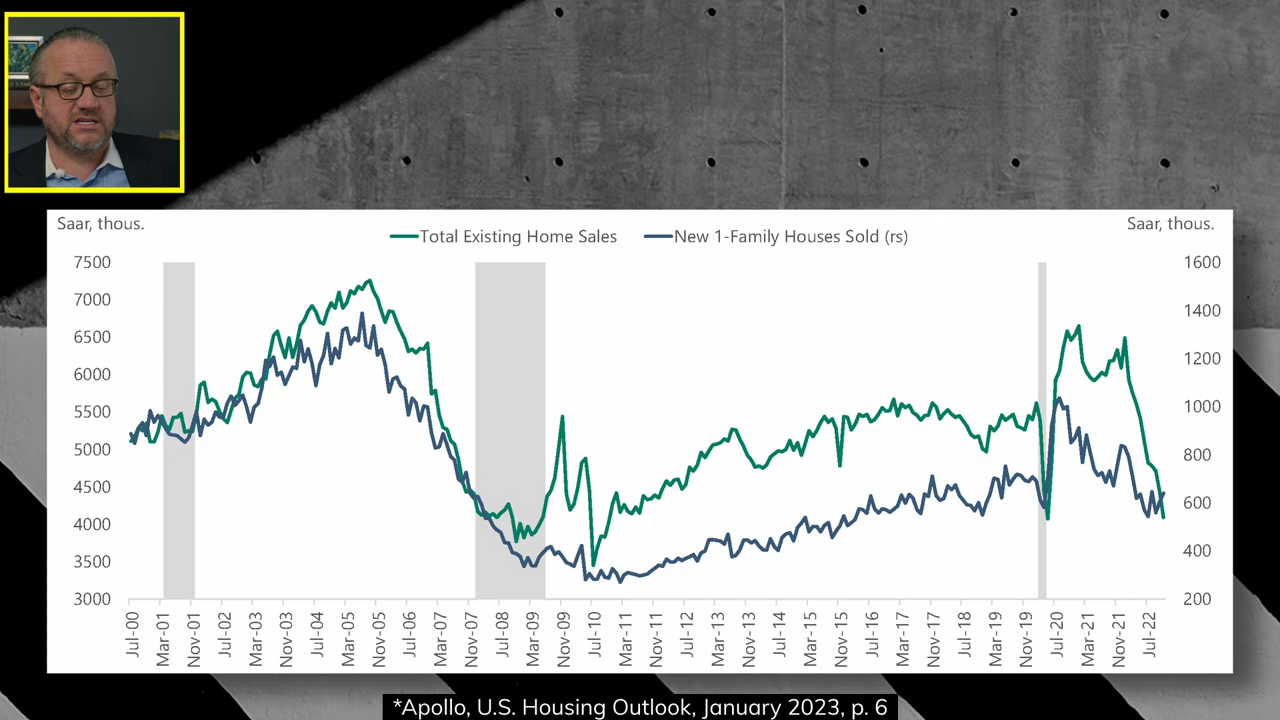 Saar, thous.
Saar, thous.
Total Existing Home Sales
New 1-Family Houses Sold (rs)
7500
7000
6500
6000
5500
5000
4500
4000
3500
3000
1600
1400
1200
1000
800
600
400
200
Jul-00
Mar-01
Nov-01
Jul-02
Mar-03
Nov-03
Jul-04
Mar-05
Nov-05
Jul-06
Mar-07
Nov-07
Jul-08
Mar-09
Nov-09
Jul-10
Mar-11
Nov-11
Jul-12
Mar-13
Nov-13
Jul-14
Mar-15
Nov-15
Jul-16
Mar-17
Nov-17
Jul-18
Mar-19
Nov-19
Jul-20
Mar-21
Nov-21
Jul-22
*Apollo, U.S. Housing Outlook, January 2023, p. 6